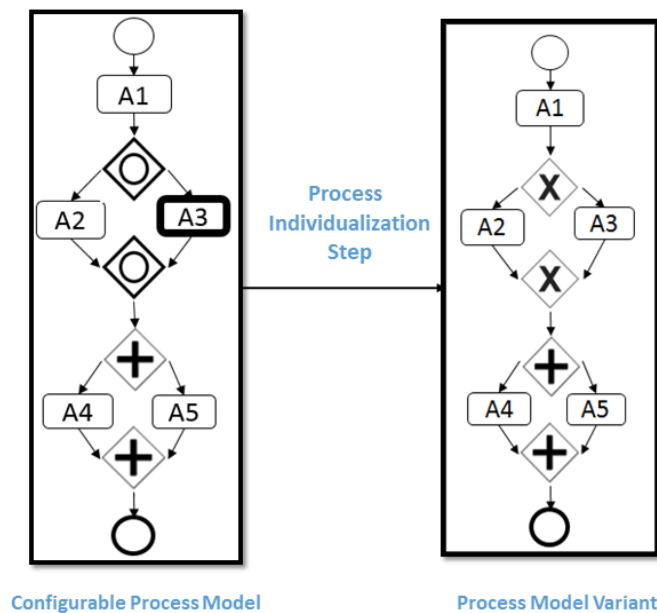 A1
A2
A3
A4
A5
Configurable Process Model
Process
Individualization
Step
A1
X
A2
A3
X
A4
A5
Process Model Variant